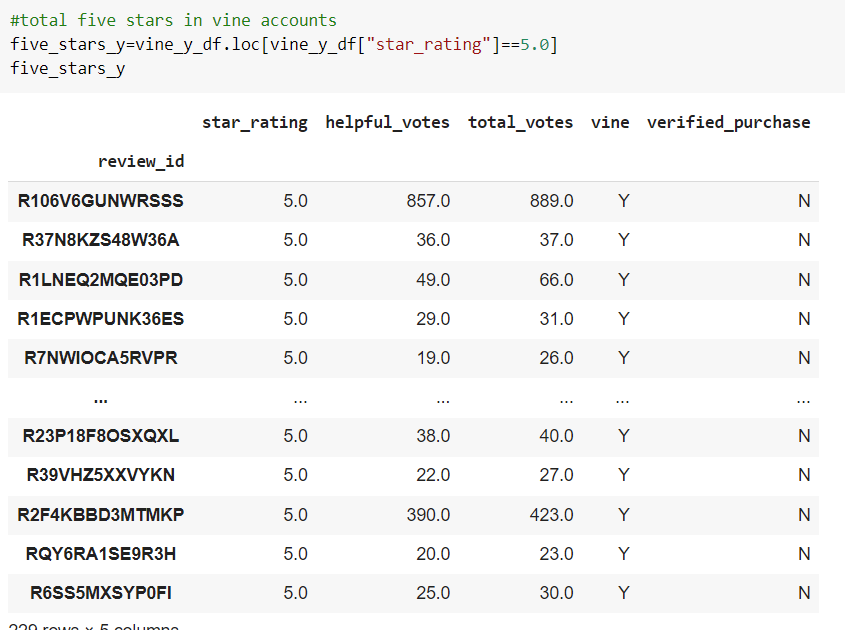 #total five stars in vine accounts
five_stars_y=vine_y_df.loc[vine_y_df["star_rating"]==5.0]
five_stars_y
star_rating helpful_votes total_votes vine verified_purchase
review_id
R106V6GUNWRSSS 5.0 857.0 889.0 Y N
R37N8KZS48W36A 5.0 36.0 37.0 Y N
R1LNEQ2MQE03PD 5.0 49.0 66.0 Y N
R1ECPWPUNK36ES 5.0 29.0 31.0 Y N
R7NWIOCA5RVPR 5.0 19.0 26.0 Y N
... ... ... ... ... ...
R23P18F8OSXQXL 5.0 38.0 40.0 Y N
R39VHZ5XXVYKN 5.0 22.0 27.0 Y N
R2F4KBBD3MTMKP 5.0 390.0 423.0 Y N
RQY6RA1SE9R3H 5.0 20.0 23.0 Y N
R6SS5MXSYP0FI 5.0 25.0 30.0 Y N
rows × 5 columns